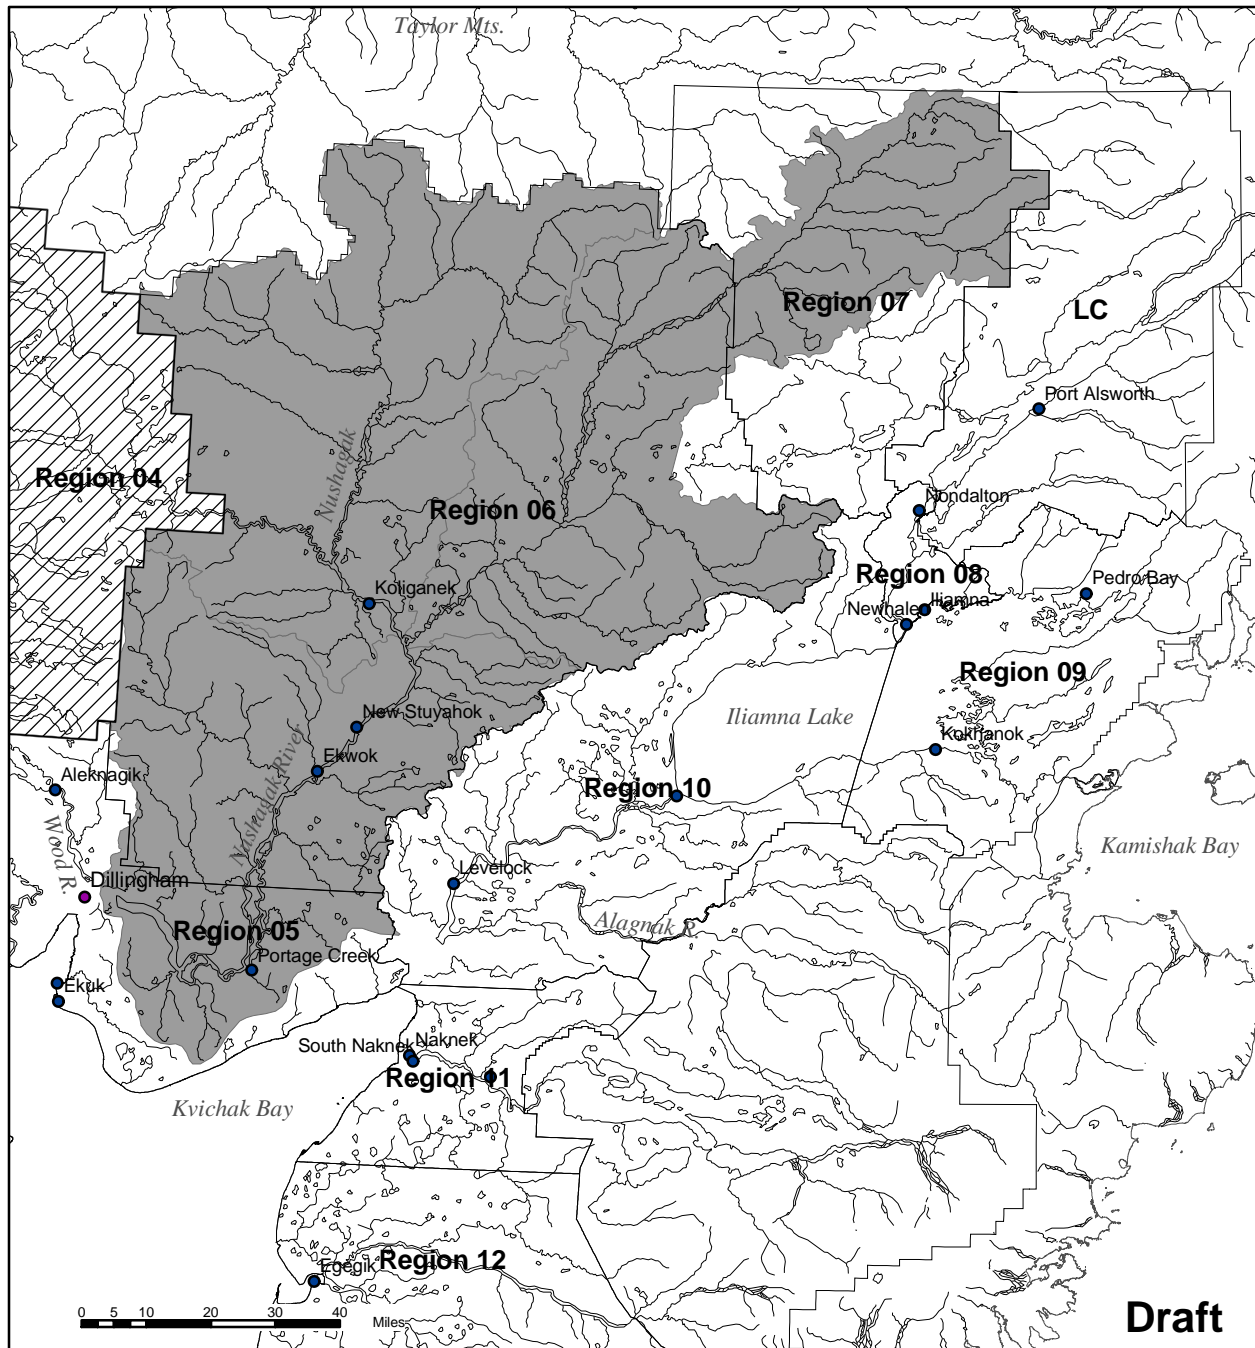 Taylor Mts.
Region 07
LC
Port Alsworth
Region 04
Nushagak
Region 06
Nondalton
Koliganek
Region 08
Pedro Bay
Iliamna
Newhalen
Region 09
New Stuyahok
Iliamna Lake
Nushagak River
Kokhanok
Ekwok
Aleknagik
Region 10
Wood R.
Kamishak Bay
Levelock
Dillingham
Alagnak R.
Region 05
Portage Creek
Ekuk
South Naknek
Naknek
Region 11
Kvichak Bay
Region 12
Egegik
0 5 10 20 30 40
Miles
Draft